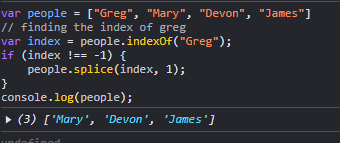 var people = ["Greg", "Mary", "Devon", "James"]
// finding the index of greg
var index = people.indexOf("Greg");
if (index !== -1) {
    people.splice(index, 1);
}
console.log(people);
▶ (3) ['Mary', 'Devon', 'James']
undefined